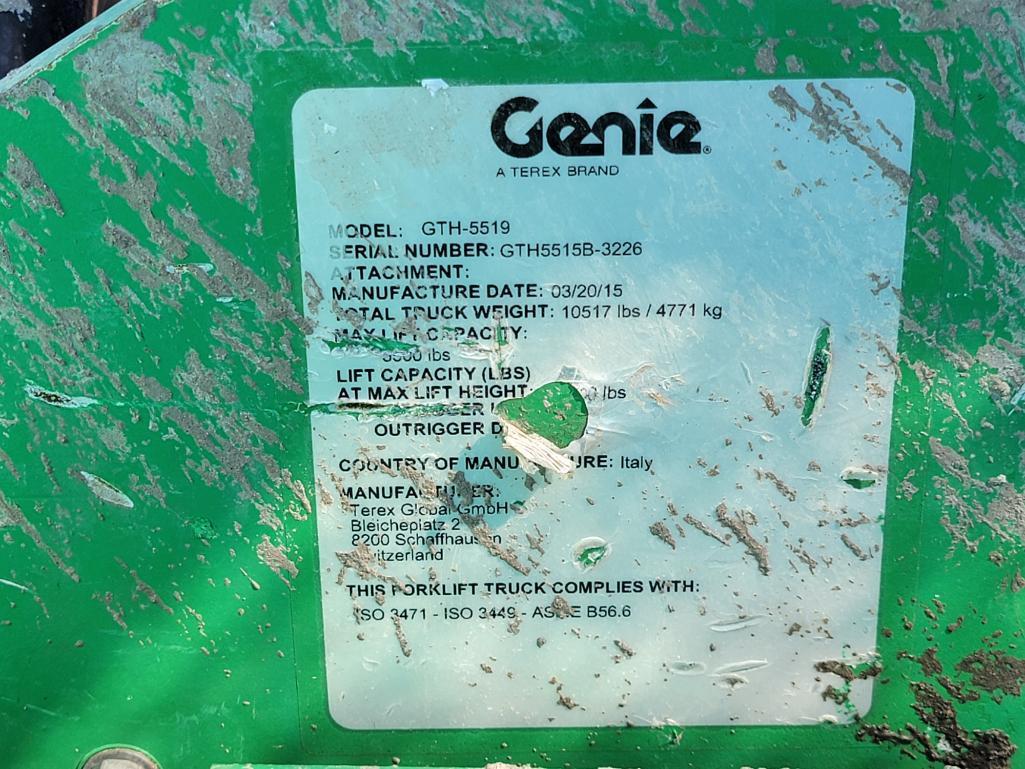 Genie®
A TEREX BRAND
MODEL: GTH-5519
SERIAL NUMBER: GTH5515B-3226
ATTACHMENT:
MANUFACTURE DATE: 03/20/15
TOTAL TRUCK WEIGHT: 10517 lbs / 4771 kg
MAX LIFT CAPACITY:
lbs
LIFT CAPACITY (LBS)
AT MAX LIFT HEIGHT: lbs
OUTRIGGER
COUNTRY OF MANUFACTURE: Italy
MANUFACTURER:
Terex Global GmbH
Bleicheplatz 2
8200 Schaffhausen
Switzerland
THIS FORKLIFT TRUCK COMPLIES WITH:
ISO 3471 - ISO 3449 - ASME B56.6